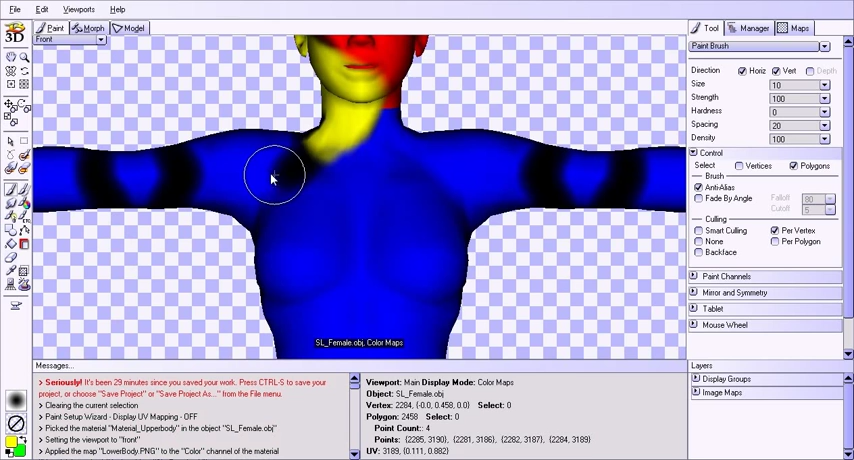 File Edit Viewports Help
3D Paint Morph Model Tool Manager Maps
Front Paint Brush
Direction Horiz Vert Depth
Size 10
Strength 100
Hardness 0
Spacing 20
Density 100
Control
Select Vertices Polygons
Brush
Anti-Alias
Fade By Angle Falloff 80
Cutoff 5
Culling
Smart Culling Per Vertex
None Per Polygon
Backface
Paint Channels
Mirror and Symmetry
Tablet
Mouse Wheel
SL_Female.obj, Color Maps
Messages... Layers
> Seriously! It's been 29 minutes since you saved your work. Press CTRL-S to save your
project, or choose "Save Project" or "Save Project As..." from the File menu.
> Clearing the current selection
> Paint Setup Wizard - Display UV Mapping - OFF
> Picked the material "Material_Upperbody" in the object "SL_Female.obj"
> Setting the viewport to "front"
> Applied the map "LowerBody.PNG" to the "Color" channel of the material
Viewport: Main Display Mode: Color Maps
Object: SL_Female.obj
Vertex: 2284, {-0.0, 0.458, 0.0} Select: 0
Polygon: 2458 Select: 0
Point Count:: 4
Points: {2285, 3190}, {2281, 3186}, {2282, 3187}, {2284, 3189}
UV: 3189, {0.111, 0.882}
Display Groups
Image Maps